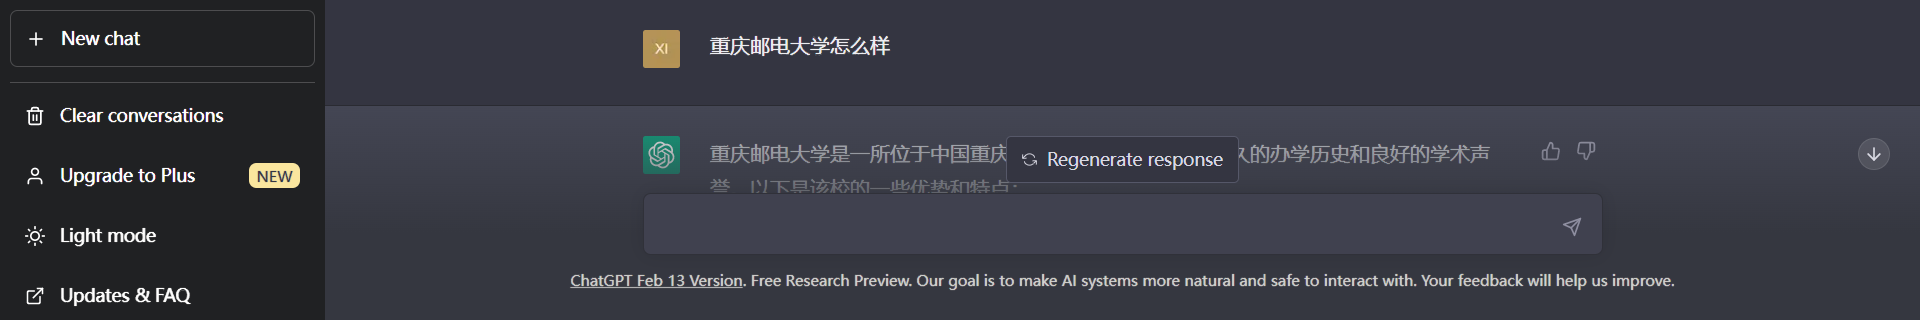 New chat
Clear conversations
Upgrade to Plus NEW
Light mode
Updates & FAQ
XI 重庆邮电大学怎么样
重庆邮电大学是一所位于中国重庆
Regenerate response
久的办学历史和良好的学术声
誉。以下是该校的一些优势和特点:
ChatGPT Feb 13 Version. Free Research Preview. Our goal is to make AI systems more natural and safe to interact with. Your feedback will help us improve.